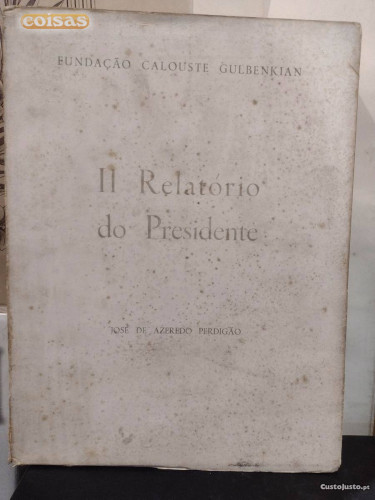 coisas
FUNDAÇÃO CALOUSTE GULBENKIAN
II Relatório
do Presidente
JOSÉ DE AZEREDO PERDIGÃO
CustoJusto.pt